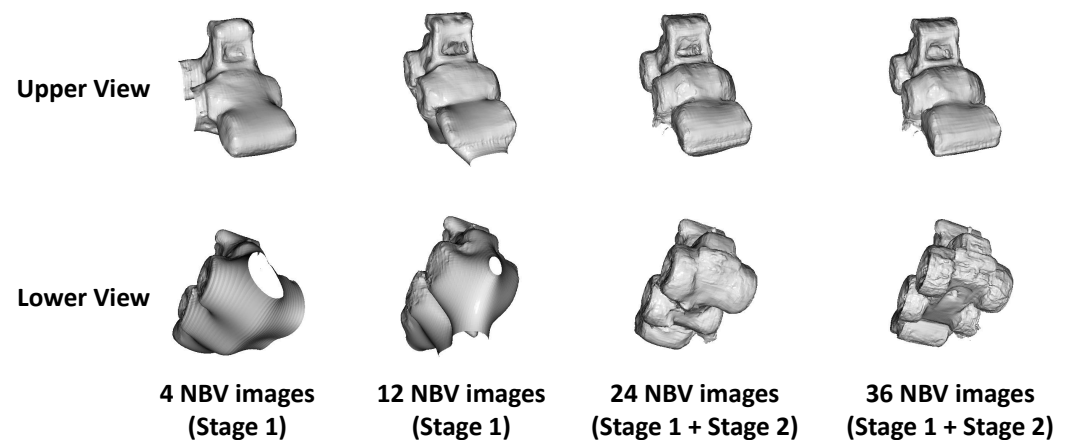 Upper View
Lower View
4 NBV images
(Stage 1)
12 NBV images
(Stage 1)
24 NBV images
(Stage 1 + Stage 2)
36 NBV images
(Stage 1 + Stage 2)